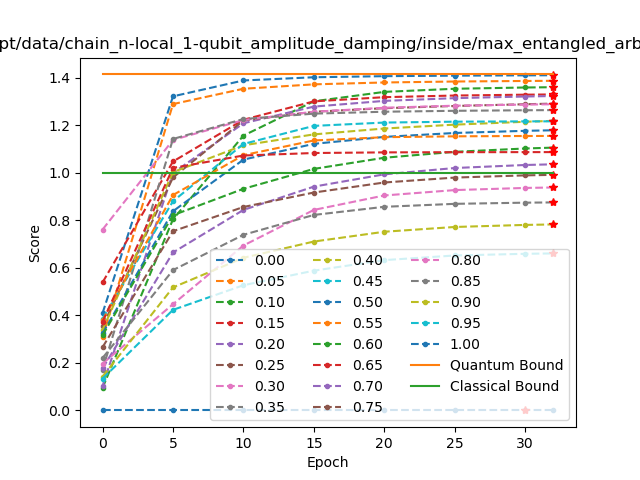 pt/data/chain_n-local_1-qubit_amplitude_damping/inside/max_entangled_arb
Score
1.4
1.2
1.0
0.8
0.6
0.4
0.2
0.0
0.00 0.40 0.80
0.05 0.45 0.85
0.10 0.50 0.90
0.15 0.55 0.95
0.20 0.60 1.00
0.25 0.65 Quantum Bound
0.30 0.70 Classical Bound
0.35 0.75
0 5 10 15 20 25 30
Epoch